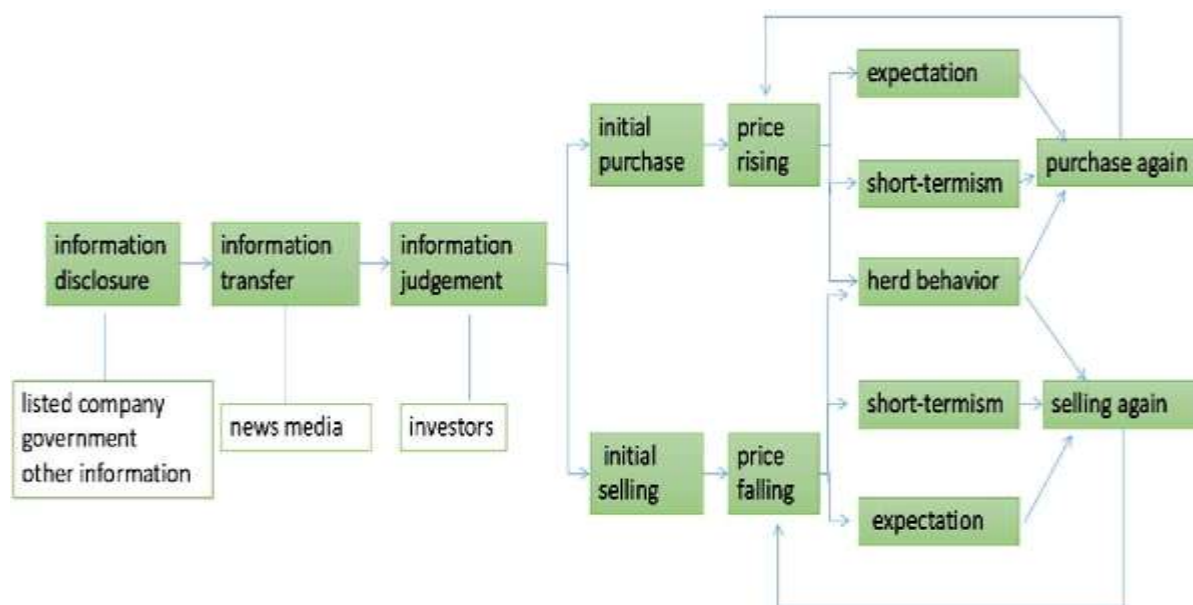 information
disclosure
listed company
government
other information
information
transfer
news media
information
judgement
investors
initial
purchase
price
rising
expectation
short-termism
herd behavior
purchase again
initial
selling
price
falling
short-termism
expectation
selling again